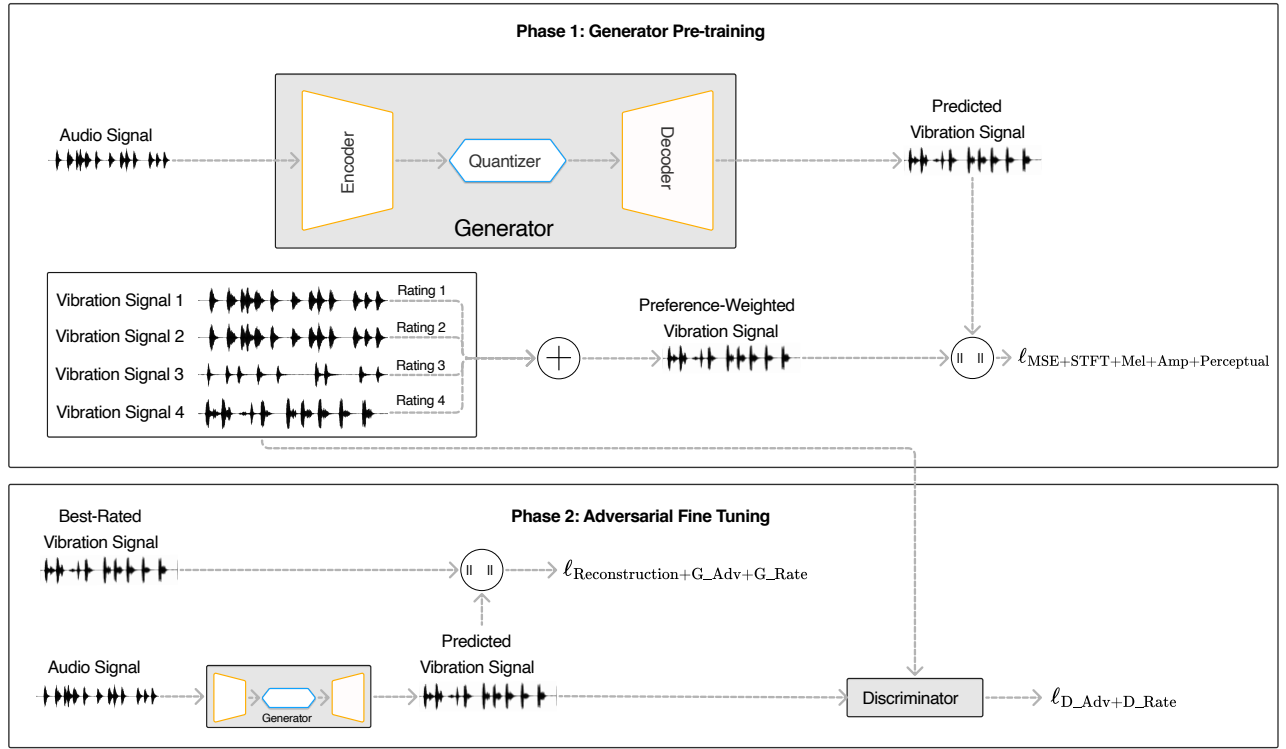 Phase 1: Generator Pre-training
Audio Signal
Encoder
Quantizer
Decoder
Generator
Predicted
Vibration Signal
Vibration Signal 1
Rating 1
Vibration Signal 2
Rating 2
Vibration Signal 3
Rating 3
Vibration Signal 4
Rating 4
Preference-Weighted
Vibration Signal
ℓMSE+STFT+Mel+Amp+Perceptual
Phase 2: Adversarial Fine Tuning
Best-Rated
Vibration Signal
ℓReconstruction+G_Adv+G_Rate
Audio Signal
Generator
Predicted
Vibration Signal
Discriminator
ℓD_Adv+D_Rate